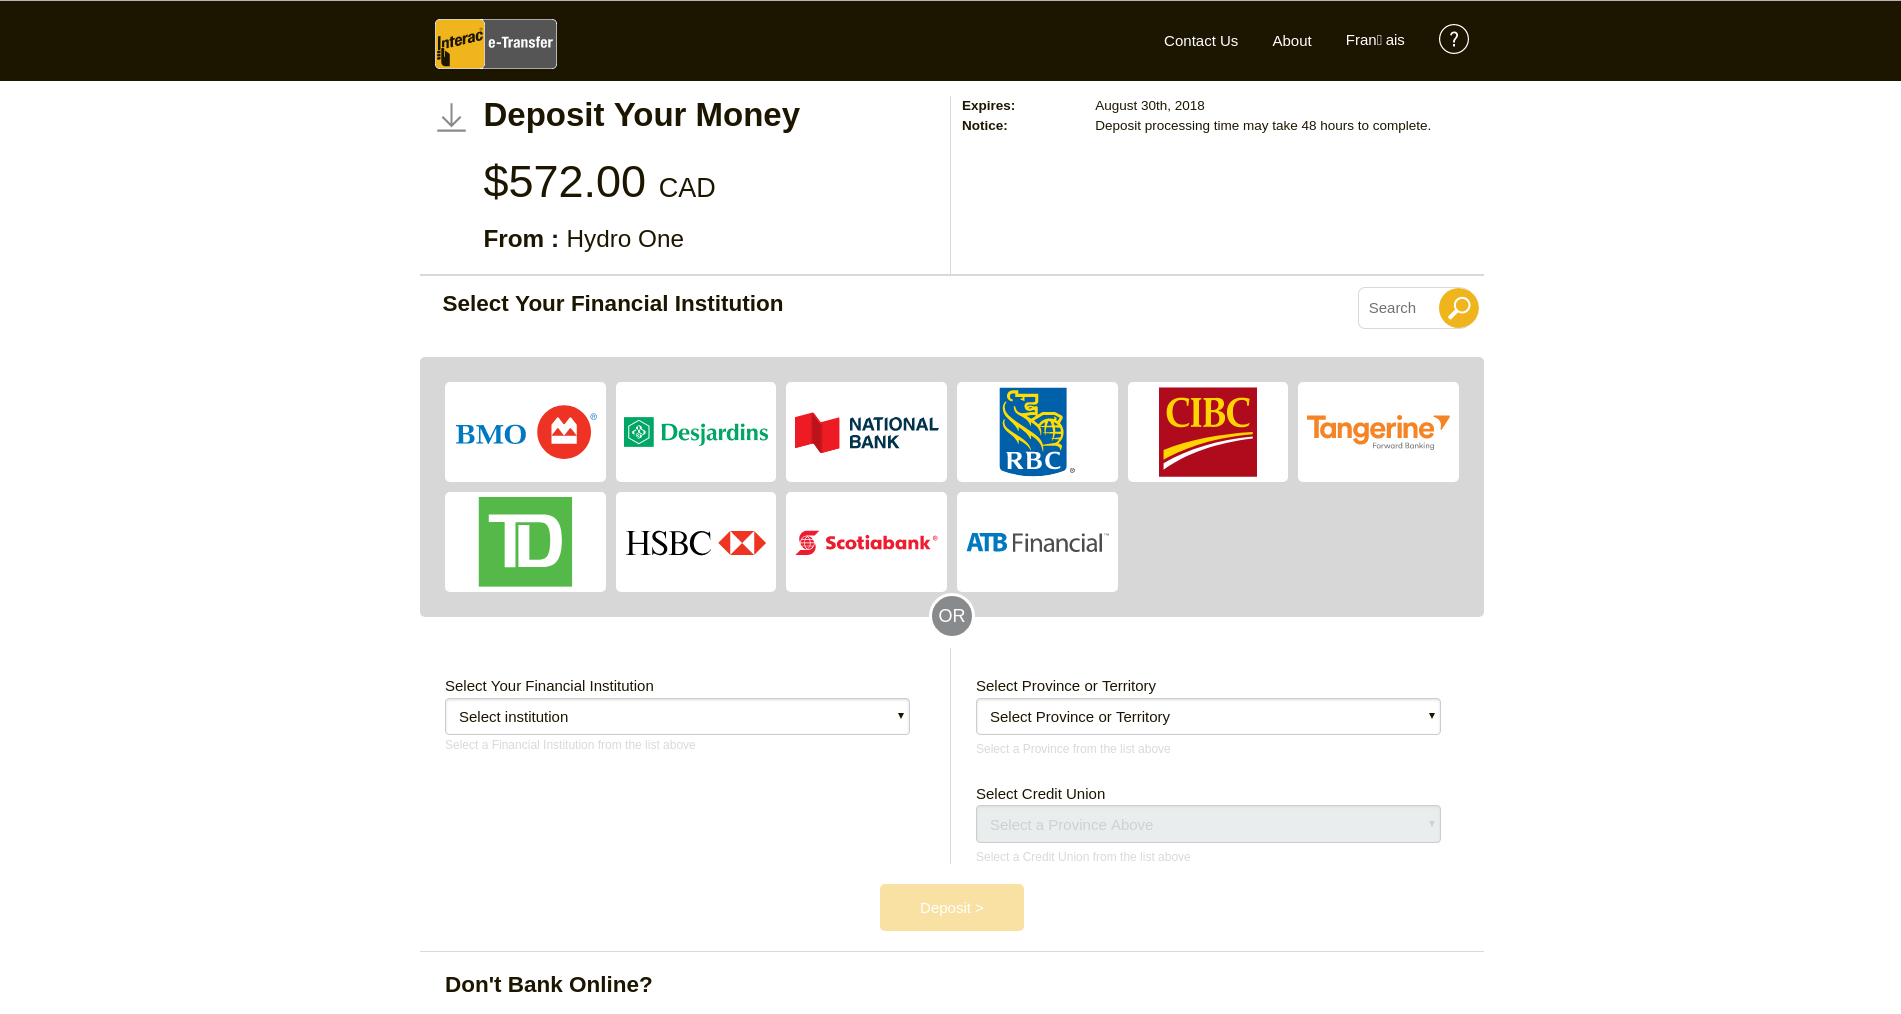 Interac® e-Transfer
Contact Us
About
Fran▯ ais
?
Deposit Your Money
$572.00 CAD
From : Hydro One
Expires: August 30th, 2018
Notice: Deposit processing time may take 48 hours to complete.
Select Your Financial Institution
Search
BMO ®
Desjardins
NATIONAL
BANK
RBC ®
CIBC
Tangerine
Forward Banking
TD
HSBC
Scotiabank®
ATB Financial™
OR
Select Your Financial Institution
Select institution
Select a Financial Institution from the list above
Select Province or Territory
Select Province or Territory
Select a Province from the list above
Select Credit Union
Select a Province Above
Select a Credit Union from the list above
Deposit >
Don't Bank Online?